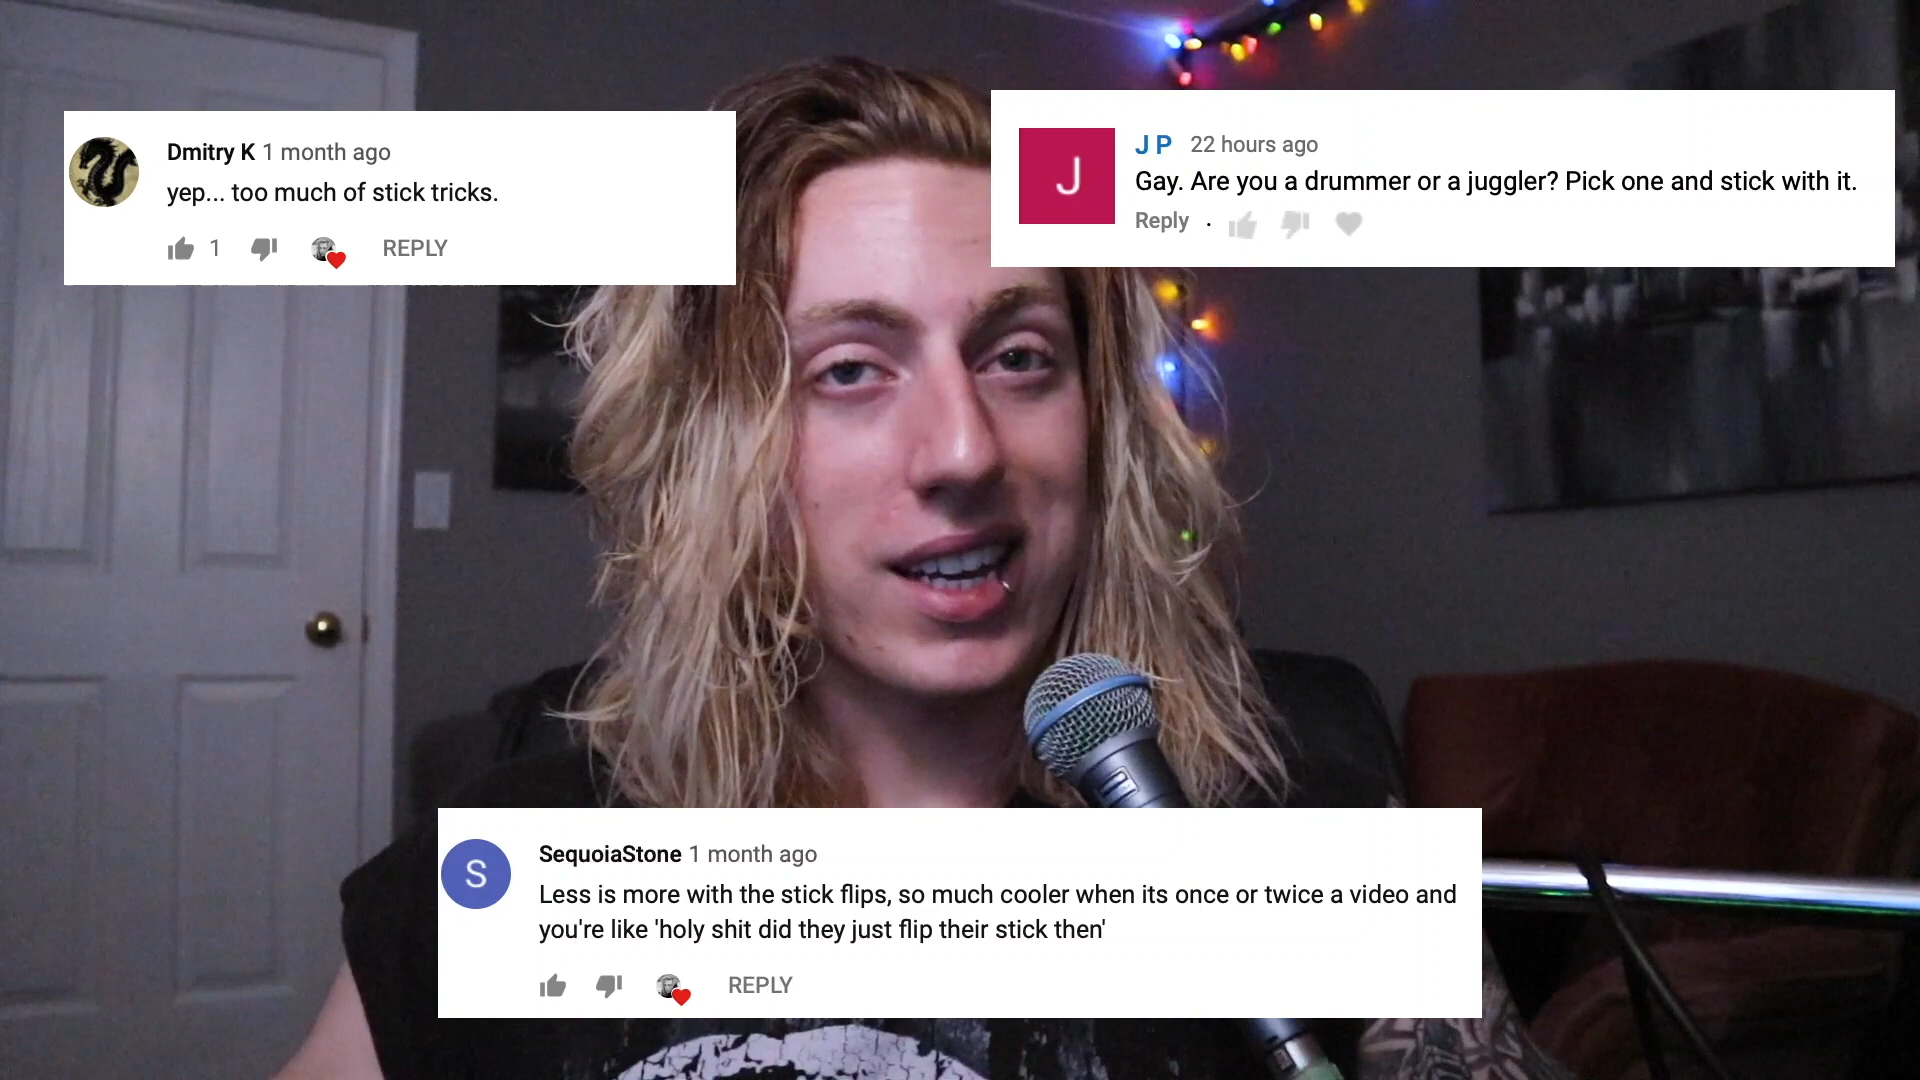 Dmitry K 1 month ago
yep... too much of stick tricks.
1 REPLY
J
J P 22 hours ago
Gay. Are you a drummer or a juggler? Pick one and stick with it.
Reply .
S
SequoiaStone 1 month ago
Less is more with the stick flips, so much cooler when its once or twice a video and
you're like 'holy shit did they just flip their stick then'
REPLY